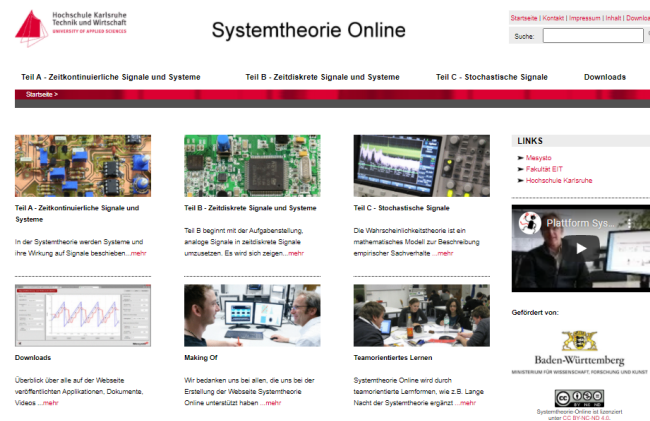 Hochschule Karlsruhe
Technik und Wirtschaft
UNIVERSITY OF APPLIED SCIENCES
Systemtheorie Online
Startseite | Kontakt | Impressum | Inhalt | Downloa
Suche:
Teil A - Zeitkontinuierliche Signale und Systeme
Teil B - Zeitdiskrete Signale und Systeme
Teil C - Stochastische Signale
Downloads
Startseite >
Teil A - Zeitkontinuierliche Signale und
Systeme
In der Systemtheorie werden Systeme und
ihre Wirkung auf Signale beschieben...mehr
Teil B - Zeitdiskrete Signale und Systeme
Teil B beginnt mit der Aufgabenstellung,
analoge Signale in zeitdiskrete Signale
umzusetzen. Es wird sich zeigen...mehr
Teil C - Stochastische Signale
Die Wahrscheinlichkeitstheorie ist ein
mathematisches Modell zur Beschreibung
empirischer Sachverhalte ...mehr
LINKS
Mesysto
Fakultät EIT
Hochschule Karlsruhe
Plattform Sys...
Downloads
Überblick über alle auf der Webseite
veröffentlichten Applikationen, Dokumente,
Videos ...mehr
Making Of
Wir bedanken uns bei allen, die uns bei der
Erstellung der Webseite Systemtheorie
Online unterstützt haben ...mehr
Teamorientiertes Lernen
Systemtheorie Online wird durch
teamorientierte Lernformen, wie z.B. Lange
Nacht der Systemtheorie ergänzt ...mehr
Gefördert von:
Baden-Württemberg
MINISTERIUM FÜR WISSENSCHAFT, FORSCHUNG UND KUNST
CC
BY NC ND
Systemtheorie Online ist lizenziert
unter CC BY-NC-ND 4.0.